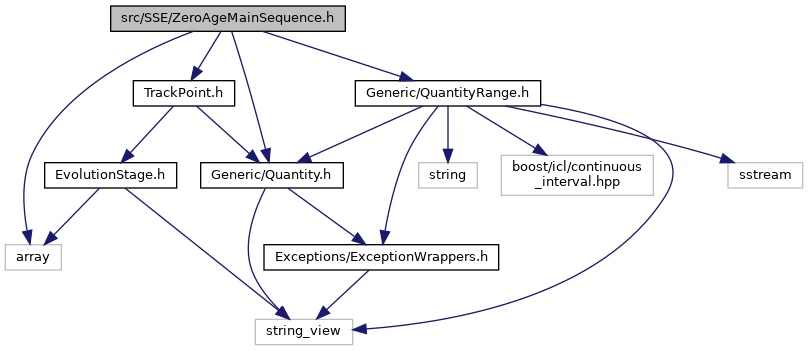 src/SSE/ZeroAgeMainSequence.h
TrackPoint.h
Generic/QuantityRange.h
EvolutionStage.h
Generic/Quantity.h
string
boost/icl/continuous
_interval.hpp
sstream
array
Exceptions/ExceptionWrappers.h
string_view